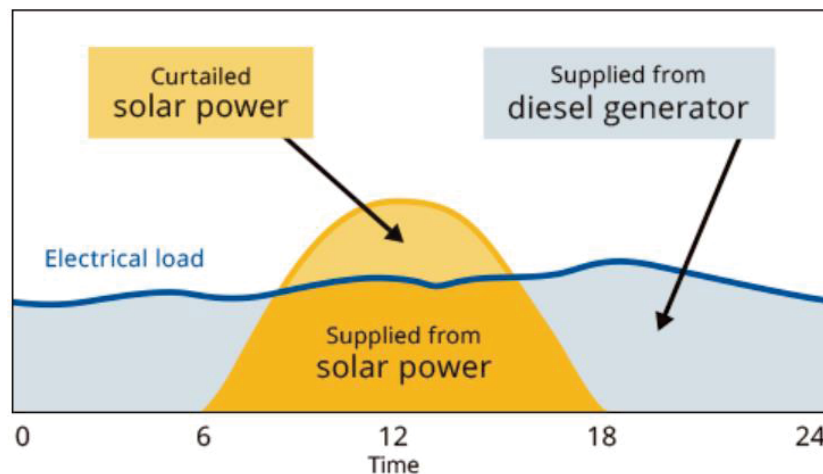 Curtailed
solar power
Supplied from
diesel generator
Electrical load
Supplied from
solar power
0 6 12 18 24
Time